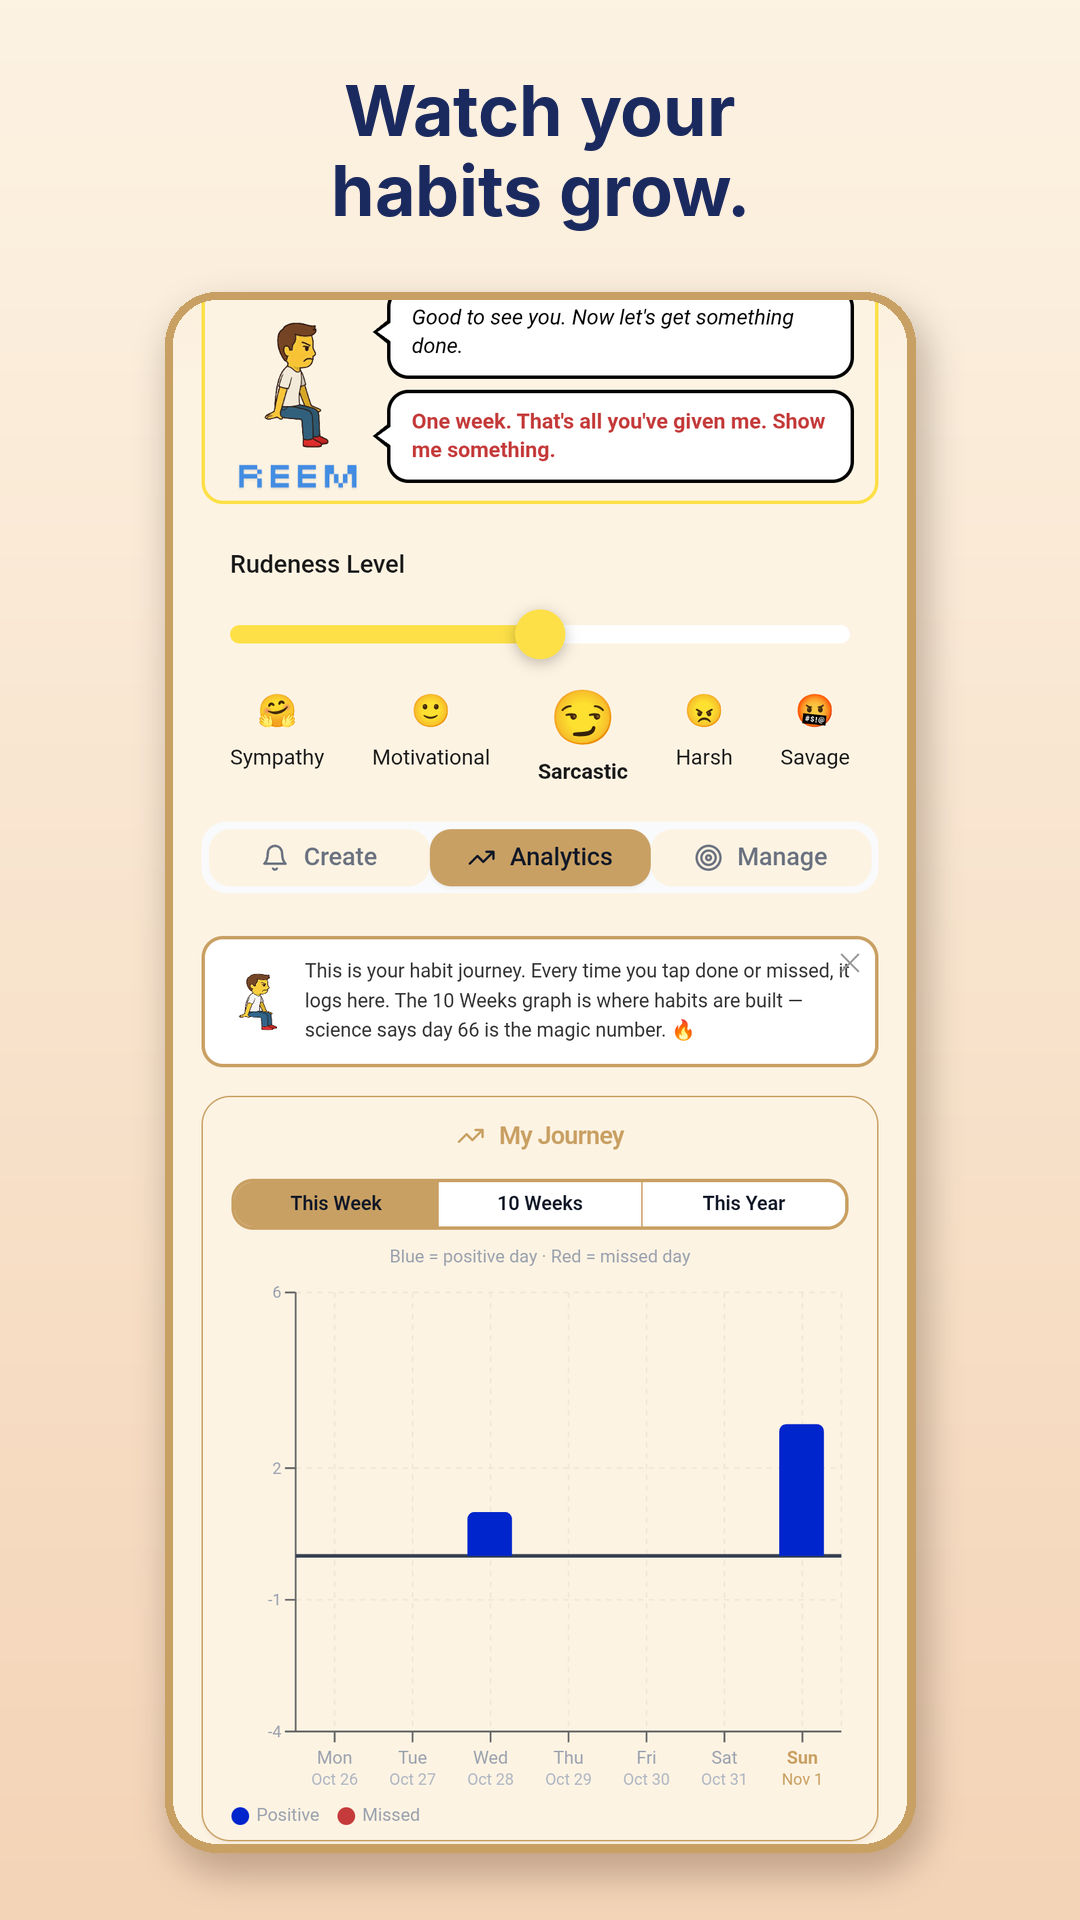 Watch your
habits grow.
Good to see you. Now let's get something
done.
One week. That's all you've given me. Show
me something.
REEM
Rudeness Level
Sympathy Motivational Sarcastic Harsh Savage
Create Analytics Manage
This is your habit journey. Every time you tap done or missed, it
logs here. The 10 Weeks graph is where habits are built —
science says day 66 is the magic number. 🔥
My Journey
This Week 10 Weeks This Year
Blue = positive day · Red = missed day
6
2
-1
-4
Mon Tue Wed Thu Fri Sat Sun
Oct 26 Oct 27 Oct 28 Oct 29 Oct 30 Oct 31 Nov 1
Positive Missed